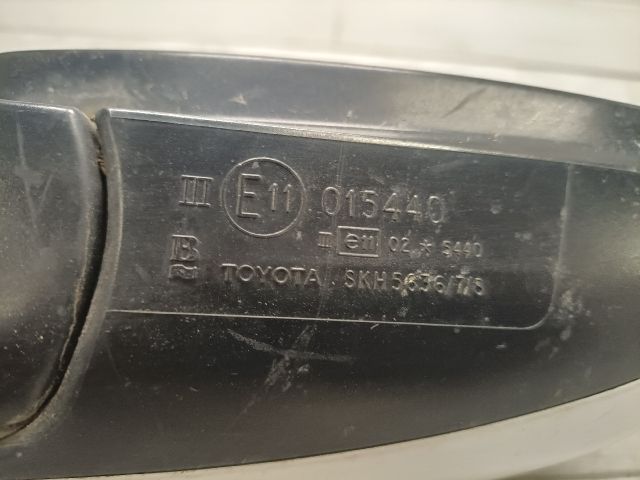 III E11 015440
II e11 02 * 5440
B TOYOTA SKH5636/7/8